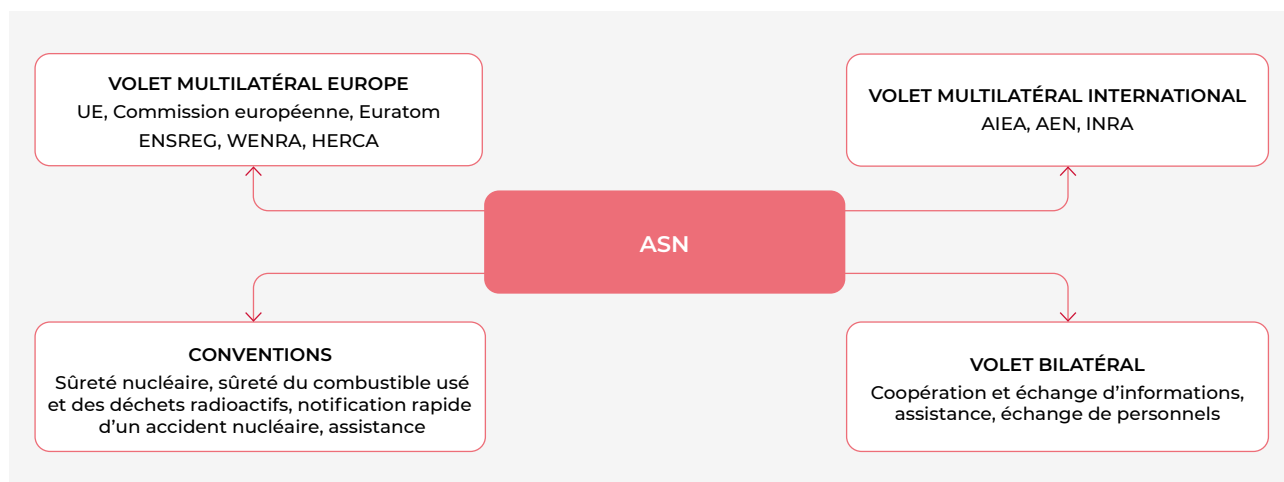 VOLET MULTILATÉRAL EUROPE
UE, Commission européenne, Euratom
ENSREG, WENRA, HERCA
VOLET MULTILATÉRAL INTERNATIONAL
AIEA, AEN, INRA
ASN
CONVENTIONS
Sûreté nucléaire, sûreté du combustible usé
et des déchets radioactifs, notification rapide
d’un accident nucléaire, assistance
VOLET BILATÉRAL
Coopération et échange d’informations,
assistance, échange de personnels